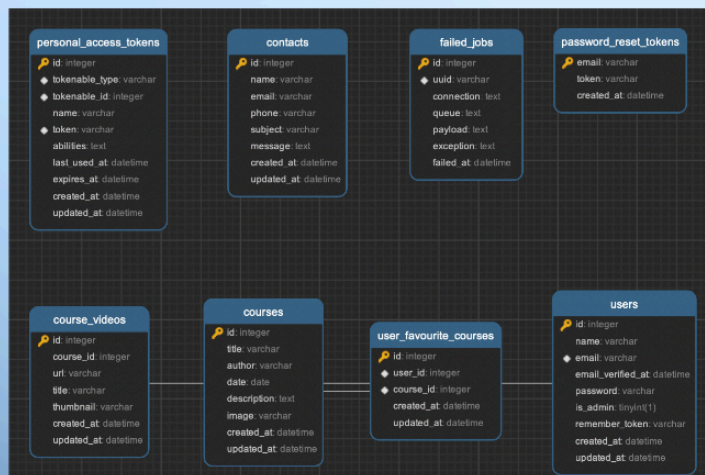 personal_access_tokens
id: integer
tokenable_type: varchar
tokenable_id: integer
name: varchar
token: varchar
abilities: text
last_used_at: datetime
expires_at: datetime
created_at: datetime
updated_at: datetime
contacts
id: integer
name: varchar
email: varchar
phone: varchar
subject: varchar
message: text
created_at: datetime
updated_at: datetime
failed_jobs
id: integer
uuid: varchar
connection: text
queue: text
payload: text
exception: text
failed_at: datetime
password_reset_tokens
email: varchar
token: varchar
created_at: datetime
course_videos
id: integer
course_id: integer
url: varchar
title: varchar
thumbnail: varchar
created_at: datetime
updated_at: datetime
courses
id: integer
title: varchar
author: varchar
date: date
description: text
image: varchar
created_at: datetime
updated_at: datetime
user_favourite_courses
id: integer
user_id: integer
course_id: integer
created_at: datetime
updated_at: datetime
users
id: integer
name: varchar
email: varchar
email_verified_at: datetime
password: varchar
is_admin: tinyint(1)
remember_token: varchar
created_at: datetime
updated_at: datetime